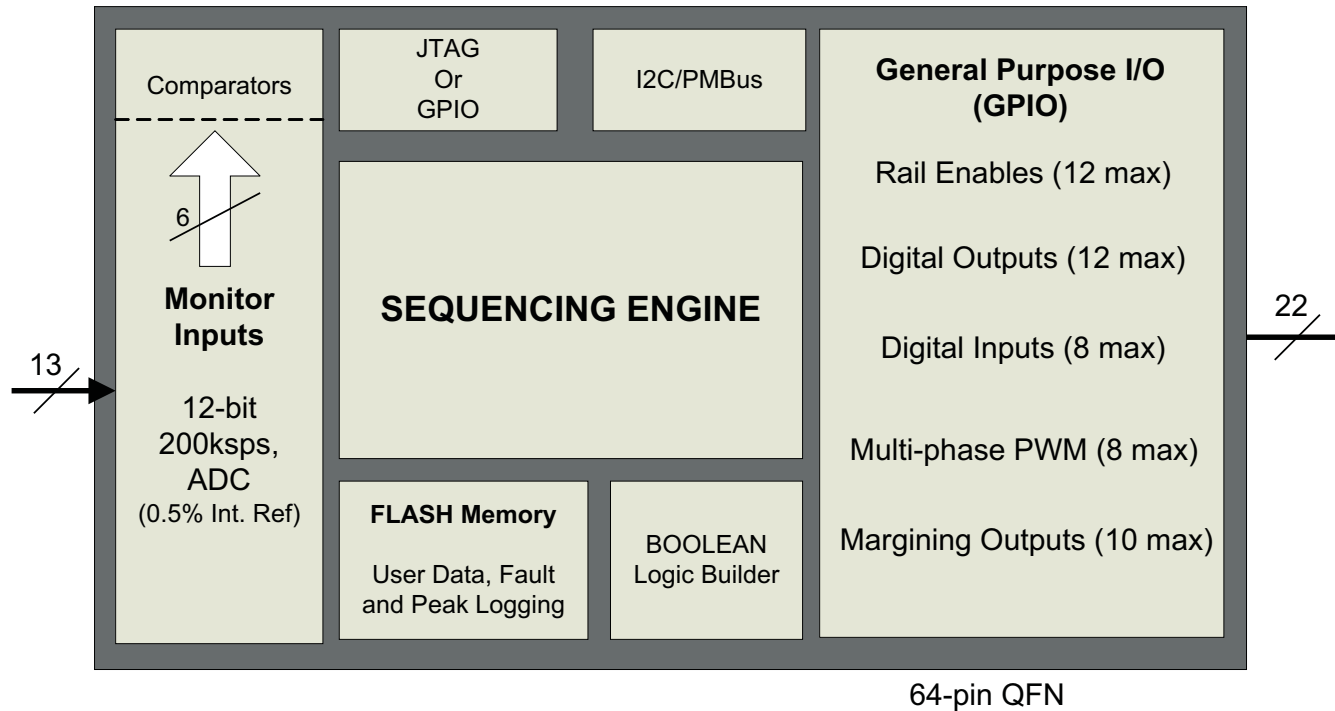 Comparators
6
Monitor
Inputs
13
12-bit
200ksps,
ADC
(0.5% Int. Ref)
JTAG
Or
GPIO
I2C/PMBus
SEQUENCING ENGINE
FLASH Memory
User Data, Fault
and Peak Logging
BOOLEAN
Logic Builder
General Purpose I/O
(GPIO)
Rail Enables (12 max)
Digital Outputs (12 max)
Digital Inputs (8 max)
Multi-phase PWM (8 max)
Margining Outputs (10 max)
22
64-pin QFN